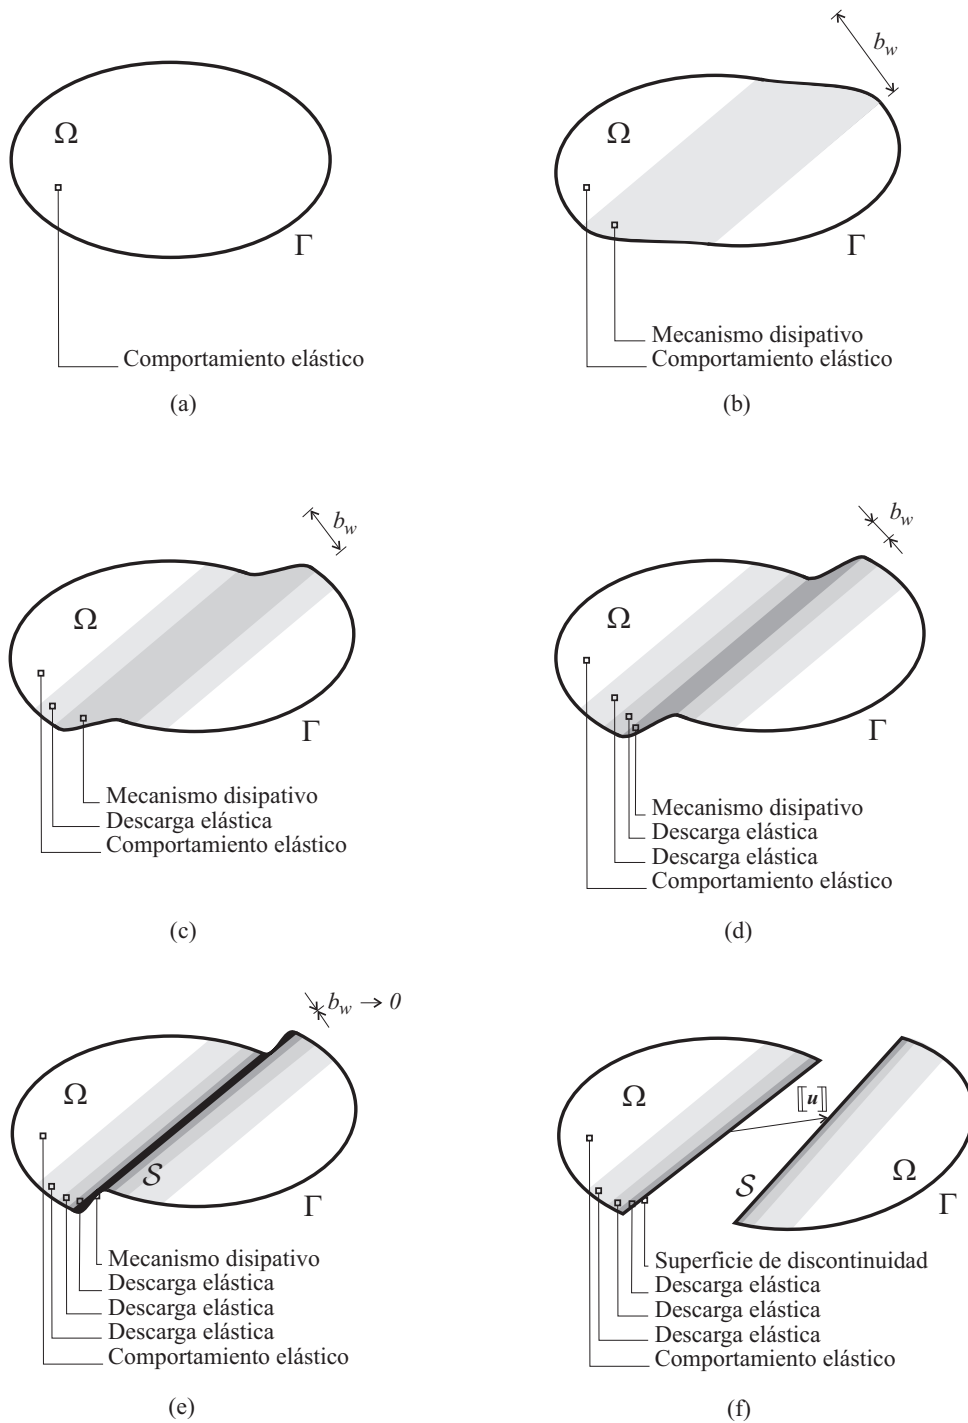 Ω
Γ
Comportamiento elástico
(a)
b_w
Ω
Γ
Mecanismo disipativo
Comportamiento elástico
(b)
b_w
Ω
Γ
Mecanismo disipativo
Descarga elástica
Comportamiento elástico
(c)
b_w
Ω
Γ
Mecanismo disipativo
Descarga elástica
Descarga elástica
Comportamiento elástico
(d)
b_w → 0
Ω
S
Γ
Mecanismo disipativo
Descarga elástica
Descarga elástica
Descarga elástica
Comportamiento elástico
(e)
Ω
⟦u⟧
S
Ω
Γ
Superficie de discontinuidad
Descarga elástica
Descarga elástica
Descarga elástica
Comportamiento elástico
(f)